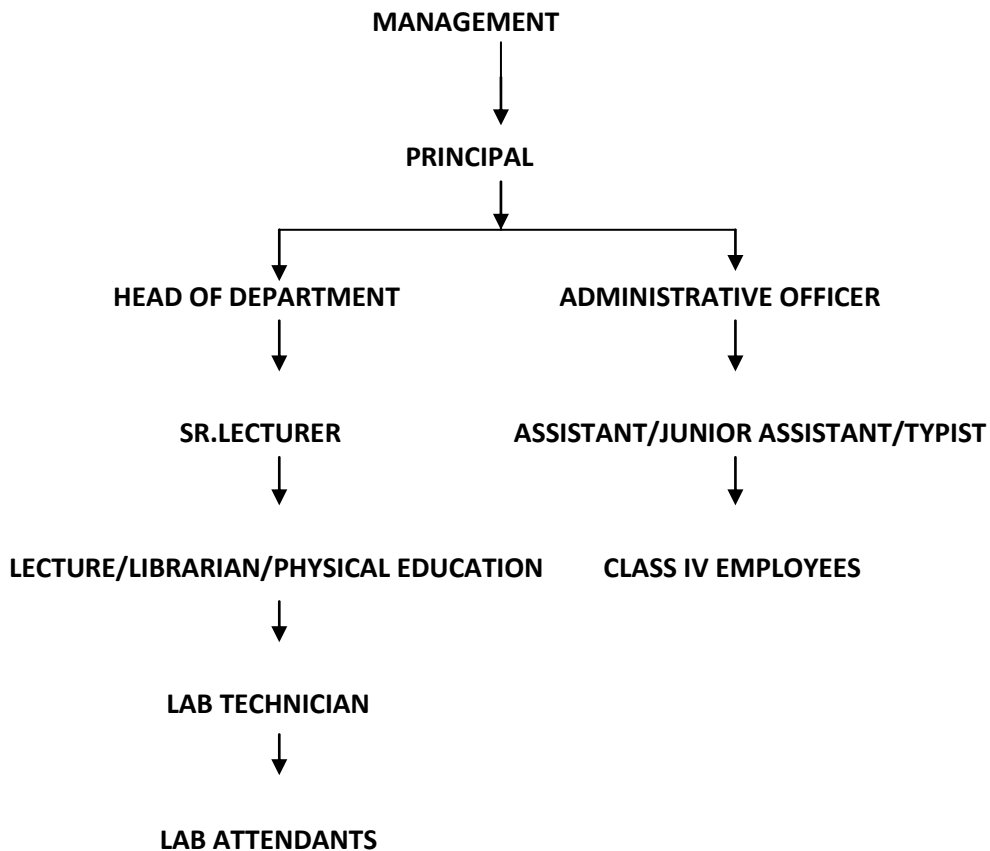 MANAGEMENT
PRINCIPAL
HEAD OF DEPARTMENT
ADMINISTRATIVE OFFICER
SR.LECTURER
ASSISTANT/JUNIOR ASSISTANT/TYPIST
LECTURE/LIBRARIAN/PHYSICAL EDUCATION
CLASS IV EMPLOYEES
LAB TECHNICIAN
LAB ATTENDANTS